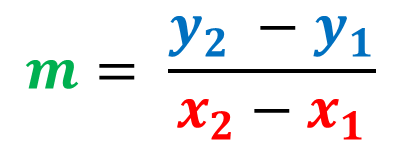 m = y₂ − y₁
x₂ − x₁